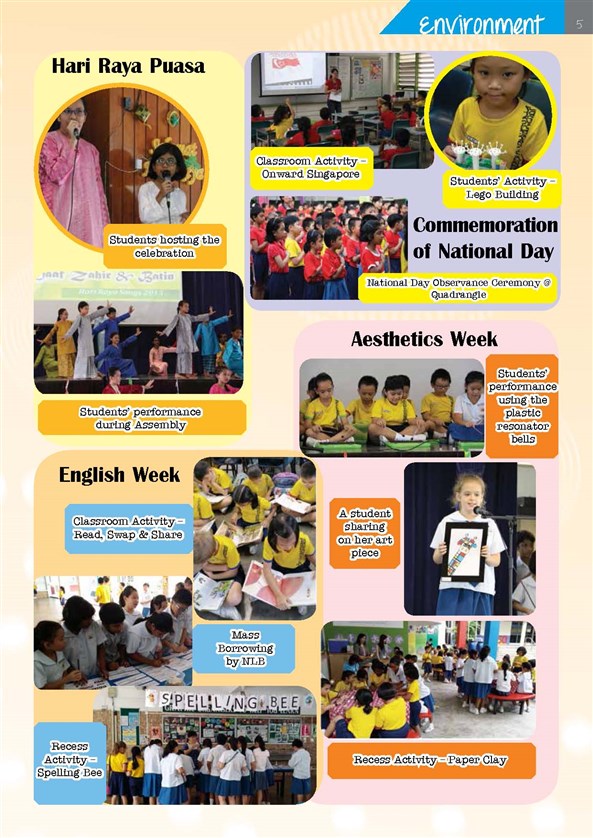 Environment
5
Hari Raya Puasa
Students hosting the
celebration
Students' performance
during Assembly
Classroom Activity –
Onward Singapore
Students' Activity –
Lego Building
Commemoration
of National Day
National Day Observance Ceremony @
Quadrangle
Aesthetics Week
Students'
performance
using the
plastic
resonator
bells
A student
sharing
on her art
piece
Recess Activity – Paper Clay
English Week
Classroom Activity –
Read, Swap & Share
Mass
Borrowing
by NLB
SPELLING BEE
Recess
Activity –
Spelling Bee